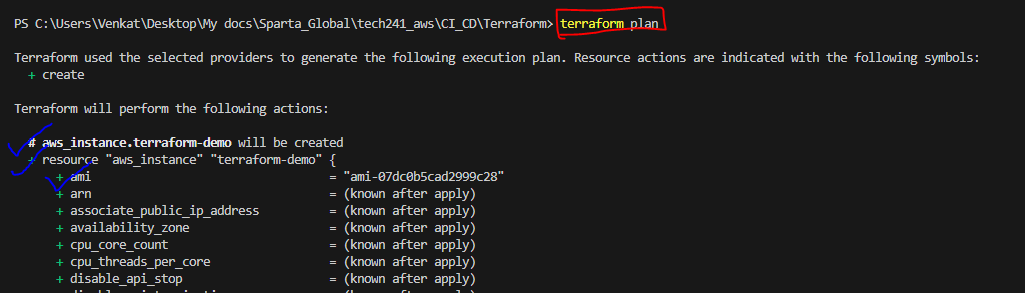 PS C:\Users\Venkat\Desktop\My docs\Sparta_Global\tech241_aws\CI_CD\Terraform> terraform plan
Terraform used the selected providers to generate the following execution plan. Resource actions are indicated with the following symbols:
+ create
Terraform will perform the following actions:
# aws_instance.terraform-demo will be created
+ resource "aws_instance" "terraform-demo" {
+ ami = "ami-07dc0b5cad2999c28"
+ arn = (known after apply)
+ associate_public_ip_address = (known after apply)
+ availability_zone = (known after apply)
+ cpu_core_count = (known after apply)
+ cpu_threads_per_core = (known after apply)
+ disable_api_stop = (known after apply)